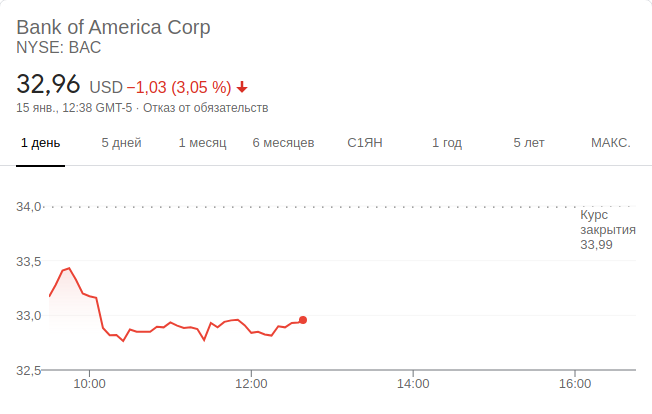 Bank of America Corp
NYSE: BAC
32,96 USD −1,03 (3,05 %)
15 янв., 12:38 GMT-5 · Отказ от обязательств
1 день 5 дней 1 месяц 6 месяцев С1ЯН 1 год 5 лет МАКС.
34,0
Курс
закрытия
33,99
33,5
33,0
32,5
10:00 12:00 14:00 16:00